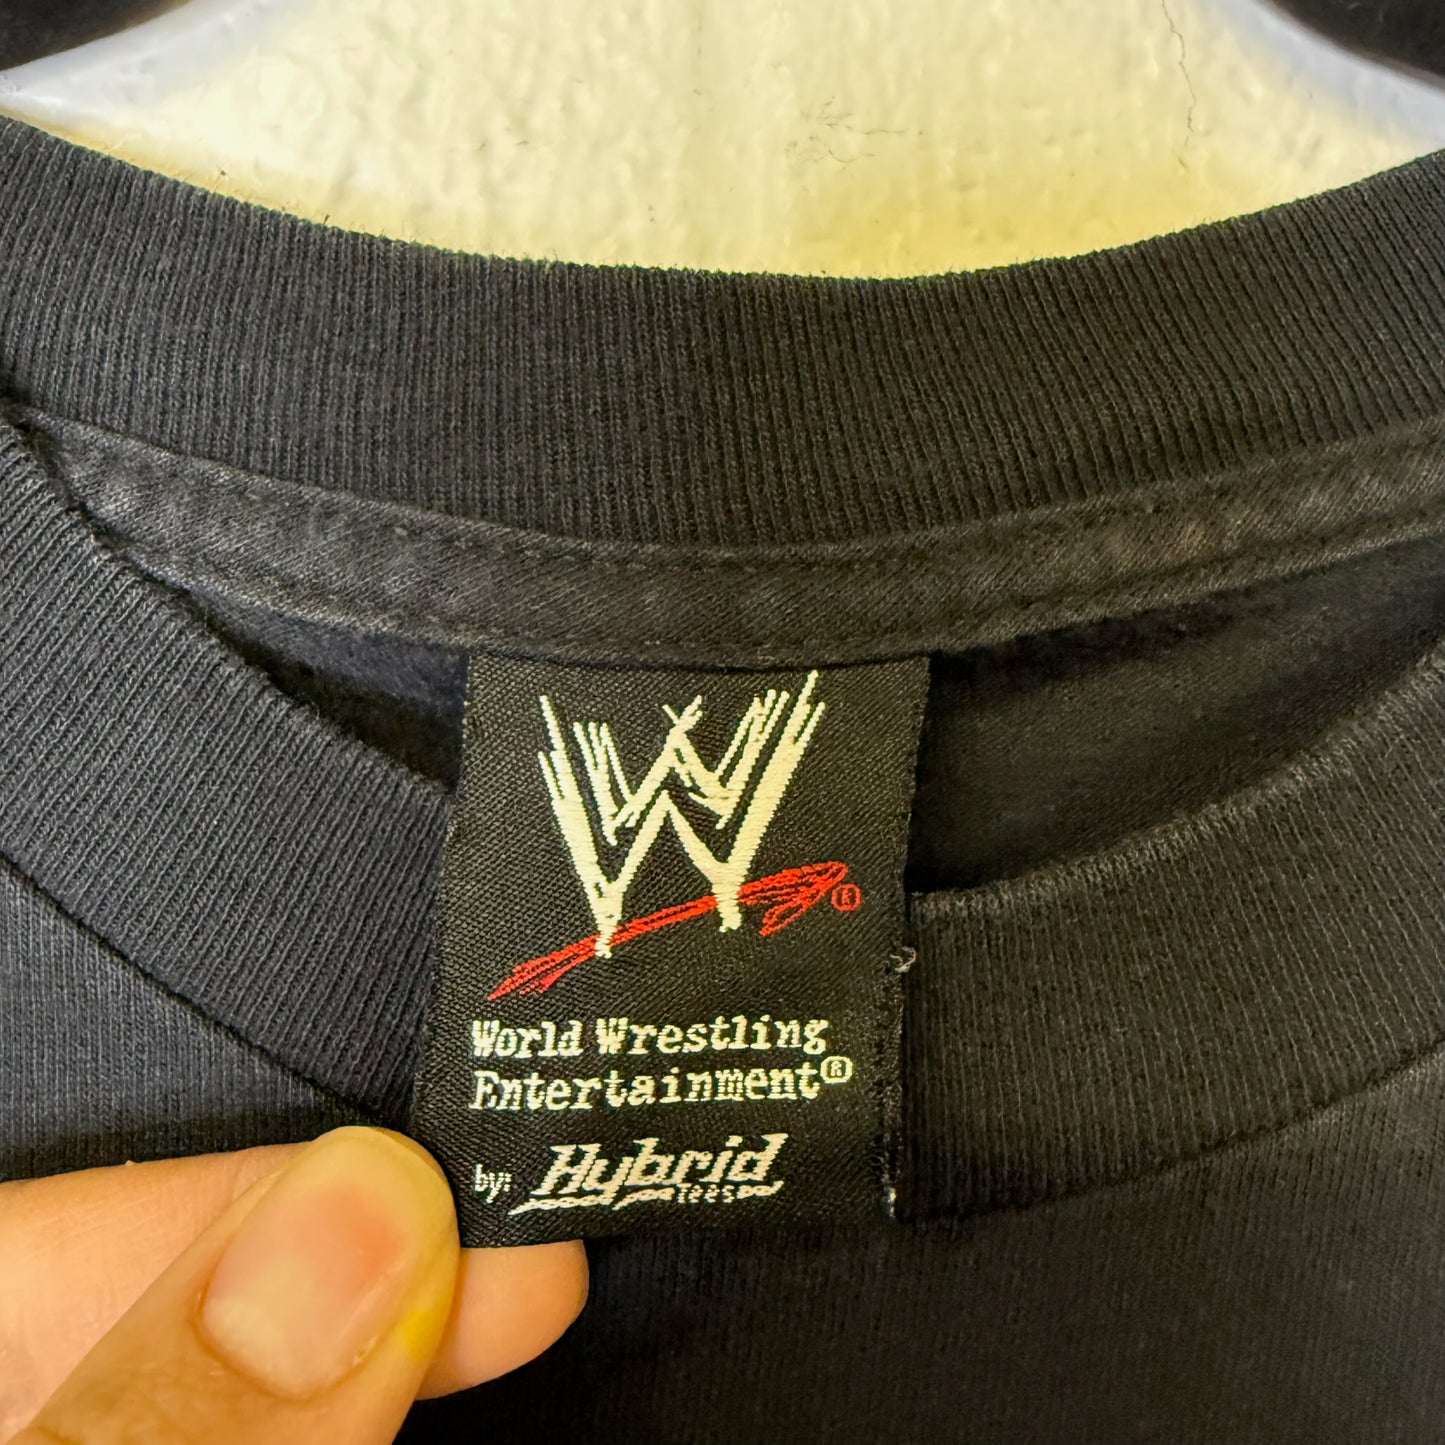 W®
World Wrestling
Entertainment®
by: Hybrid
Tees